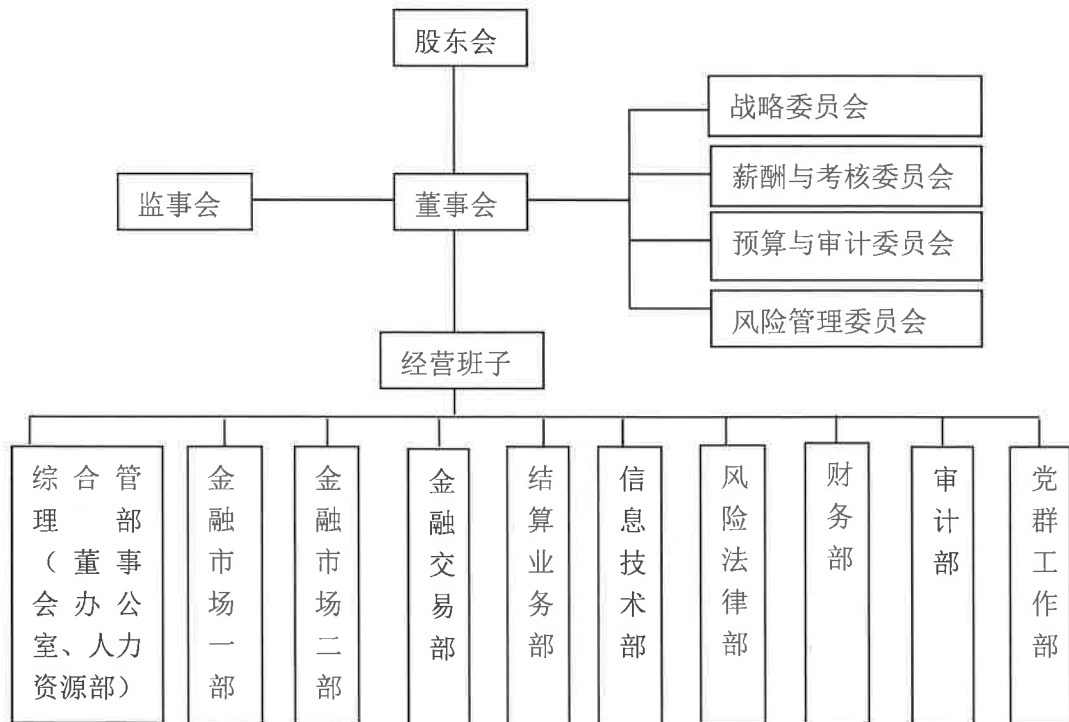 股东会
战略委员会
薪酬与考核委员会
监事会
董事会
预算与审计委员会
风险管理委员会
经营班子
综合管
理部
（董事
会办公
室、人力
资源部）
金融市场一部
金融市场二部
金融交易部
结算业务部
信息技术部
风险法律部
财务部
审计部
党群工作部